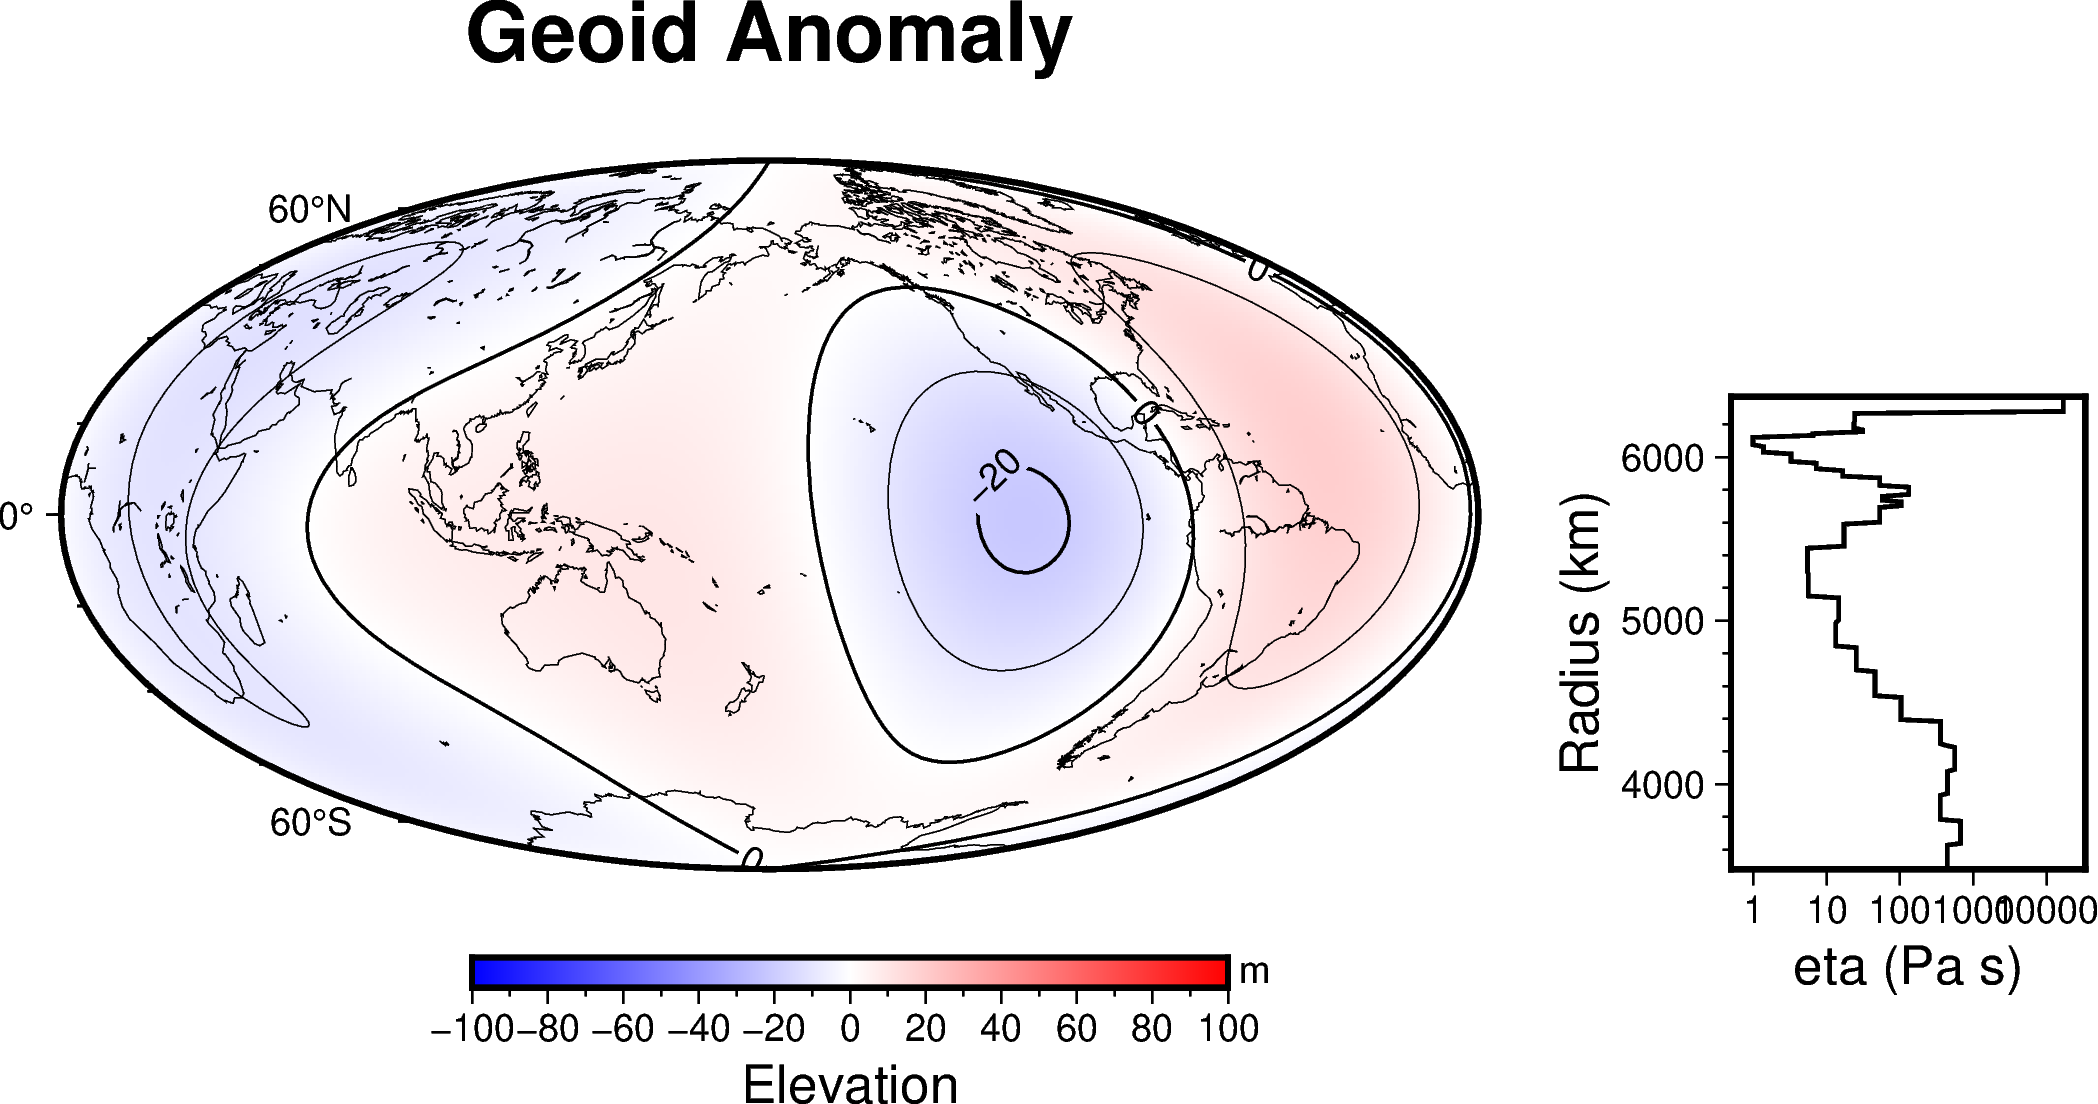 Geoid Anomaly
60°N
0
0
−20
0°
60°S
0
m
−100 −80 −60 −40 −20 0 20 40 60 80 100
Elevation
6000
5000
4000
Radius (km)
1 10 100 1000 10000
eta (Pa s)